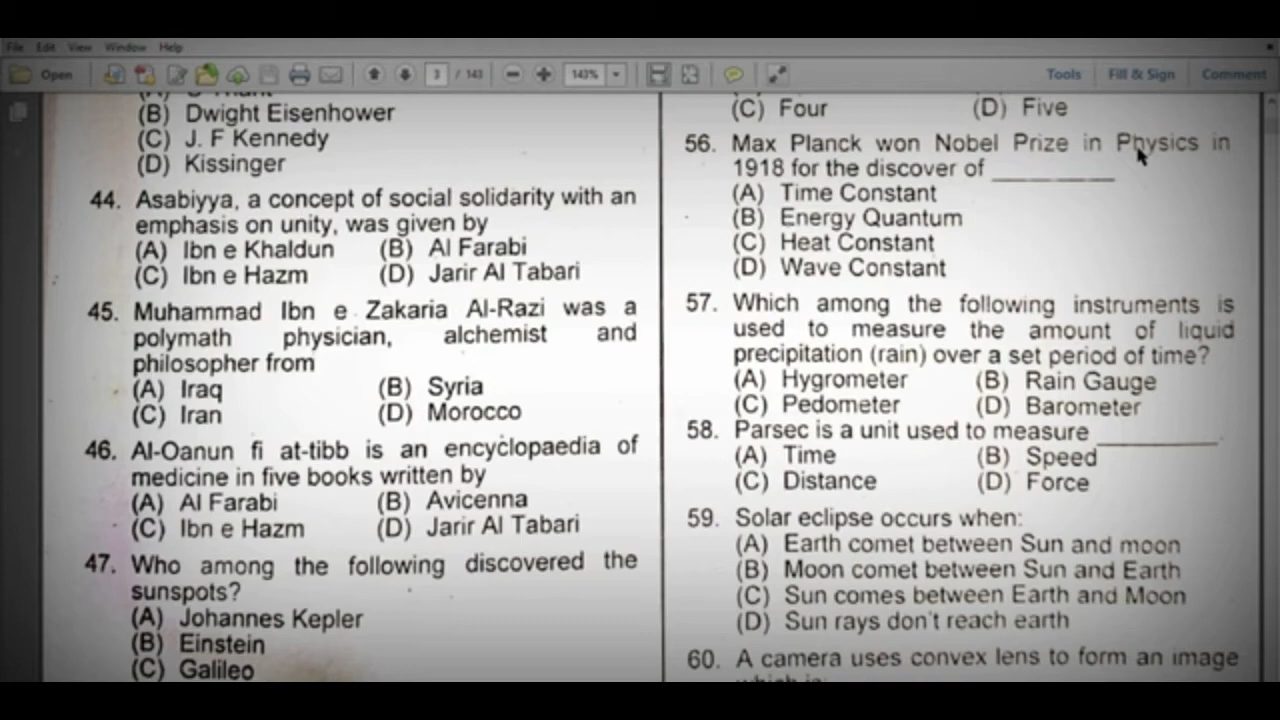 File Edit View Window Help
Open 3 / 143 143% Tools Fill & Sign Comment
(B) Dwight Eisenhower
(C) J. F Kennedy
(D) Kissinger
44. Asabiyya, a concept of social solidarity with an
emphasis on unity, was given by
(A) Ibn e Khaldun (B) Al Farabi
(C) Ibn e Hazm (D) Jarir Al Tabari
45. Muhammad Ibn e Zakaria Al-Razi was a
polymath physician, alchemist and
philosopher from
(A) Iraq (B) Syria
(C) Iran (D) Morocco
46. Al-Oanun fi at-tibb is an encyclopaedia of
medicine in five books written by
(A) Al Farabi (B) Avicenna
(C) Ibn e Hazm (D) Jarir Al Tabari
47. Who among the following discovered the
sunspots?
(A) Johannes Kepler
(B) Einstein
(C) Galileo
(C) Four (D) Five
56. Max Planck won Nobel Prize in Physics in
1918 for the discover of __________
(A) Time Constant
(B) Energy Quantum
(C) Heat Constant
(D) Wave Constant
57. Which among the following instruments is
used to measure the amount of liquid
precipitation (rain) over a set period of time?
(A) Hygrometer (B) Rain Gauge
(C) Pedometer (D) Barometer
58. Parsec is a unit used to measure __________.
(A) Time (B) Speed
(C) Distance (D) Force
59. Solar eclipse occurs when:
(A) Earth comet between Sun and moon
(B) Moon comet between Sun and Earth
(C) Sun comes between Earth and Moon
(D) Sun rays don't reach earth
60. A camera uses convex lens to form an image